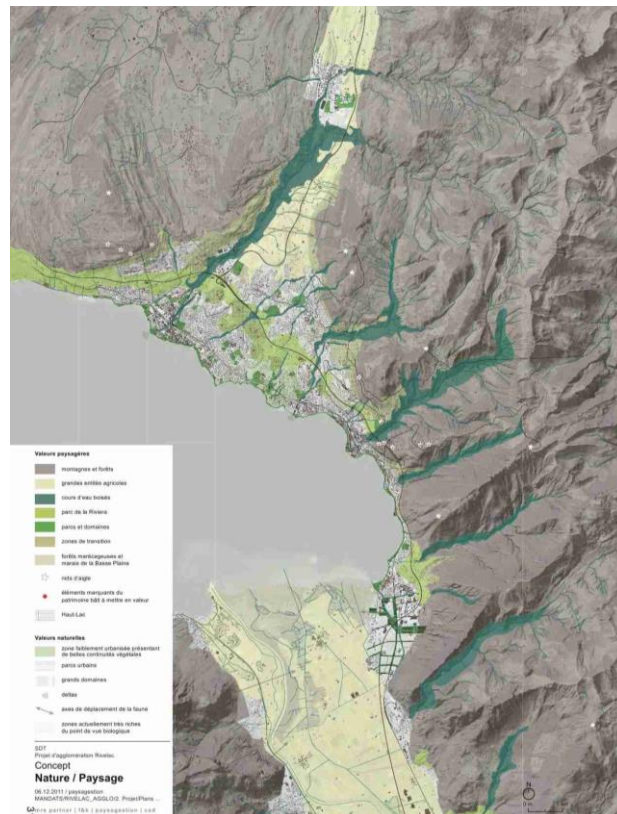 Valeurs paysagères
montagnes et forêts
grandes entités agricoles
cours d'eau boisés
parc de la Riviera
parcs et domaines
zones de transition
forêts marécageuses et
marais de la Basse Plaine
nids d'aigle
éléments marquants du
patrimoine bâti à mettre en valeur
Haut-Lac
Valeurs naturelles
zone faiblement urbanisée présentant
de belles continuités végétales
parcs urbains
grands domaines
deltas
axes de déplacement de la faune
zones actuellement très riches
du point de vue biologique
SDT
Projet d'agglomération Rivelac
Concept
Nature / Paysage
06.12.2011 / paysagestion
MANDATS/RIVELAC_AGGLO/2. Projet/Plans ...
mrs partner | f&k | paysagestion | csd
N